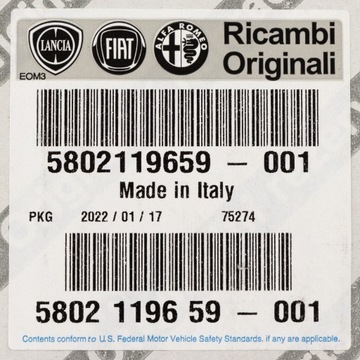 LANCIA
FIAT
ALFA ROMEO
Ricambi
Originali
EOM3
5802119659 - 001
Made in Italy
PKG 2022/01/17 75274
5802 1196 59 - 001
Contents conform to U.S. Federal Motor Vehicle Safety Standards. if any are applicable.